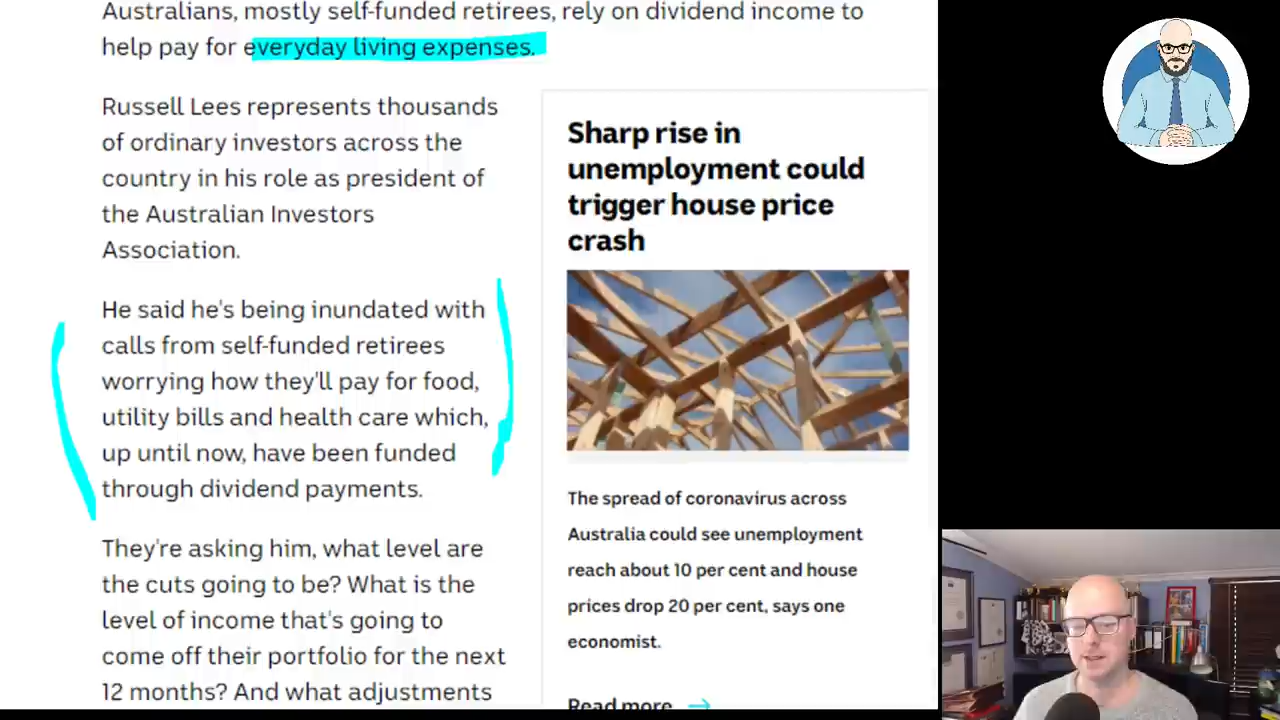 Australians, mostly self-funded retirees, rely on dividend income to
help pay for everyday living expenses.
Russell Lees represents thousands
of ordinary investors across the
country in his role as president of
the Australian Investors
Association.
He said he's being inundated with
calls from self-funded retirees
worrying how they'll pay for food,
utility bills and health care which,
up until now, have been funded
through dividend payments.
They're asking him, what level are
the cuts going to be? What is the
level of income that's going to
come off their portfolio for the next
12 months? And what adjustments
Sharp rise in
unemployment could
trigger house price
crash
The spread of coronavirus across
Australia could see unemployment
reach about 10 per cent and house
prices drop 20 per cent, says one
economist.
Read more